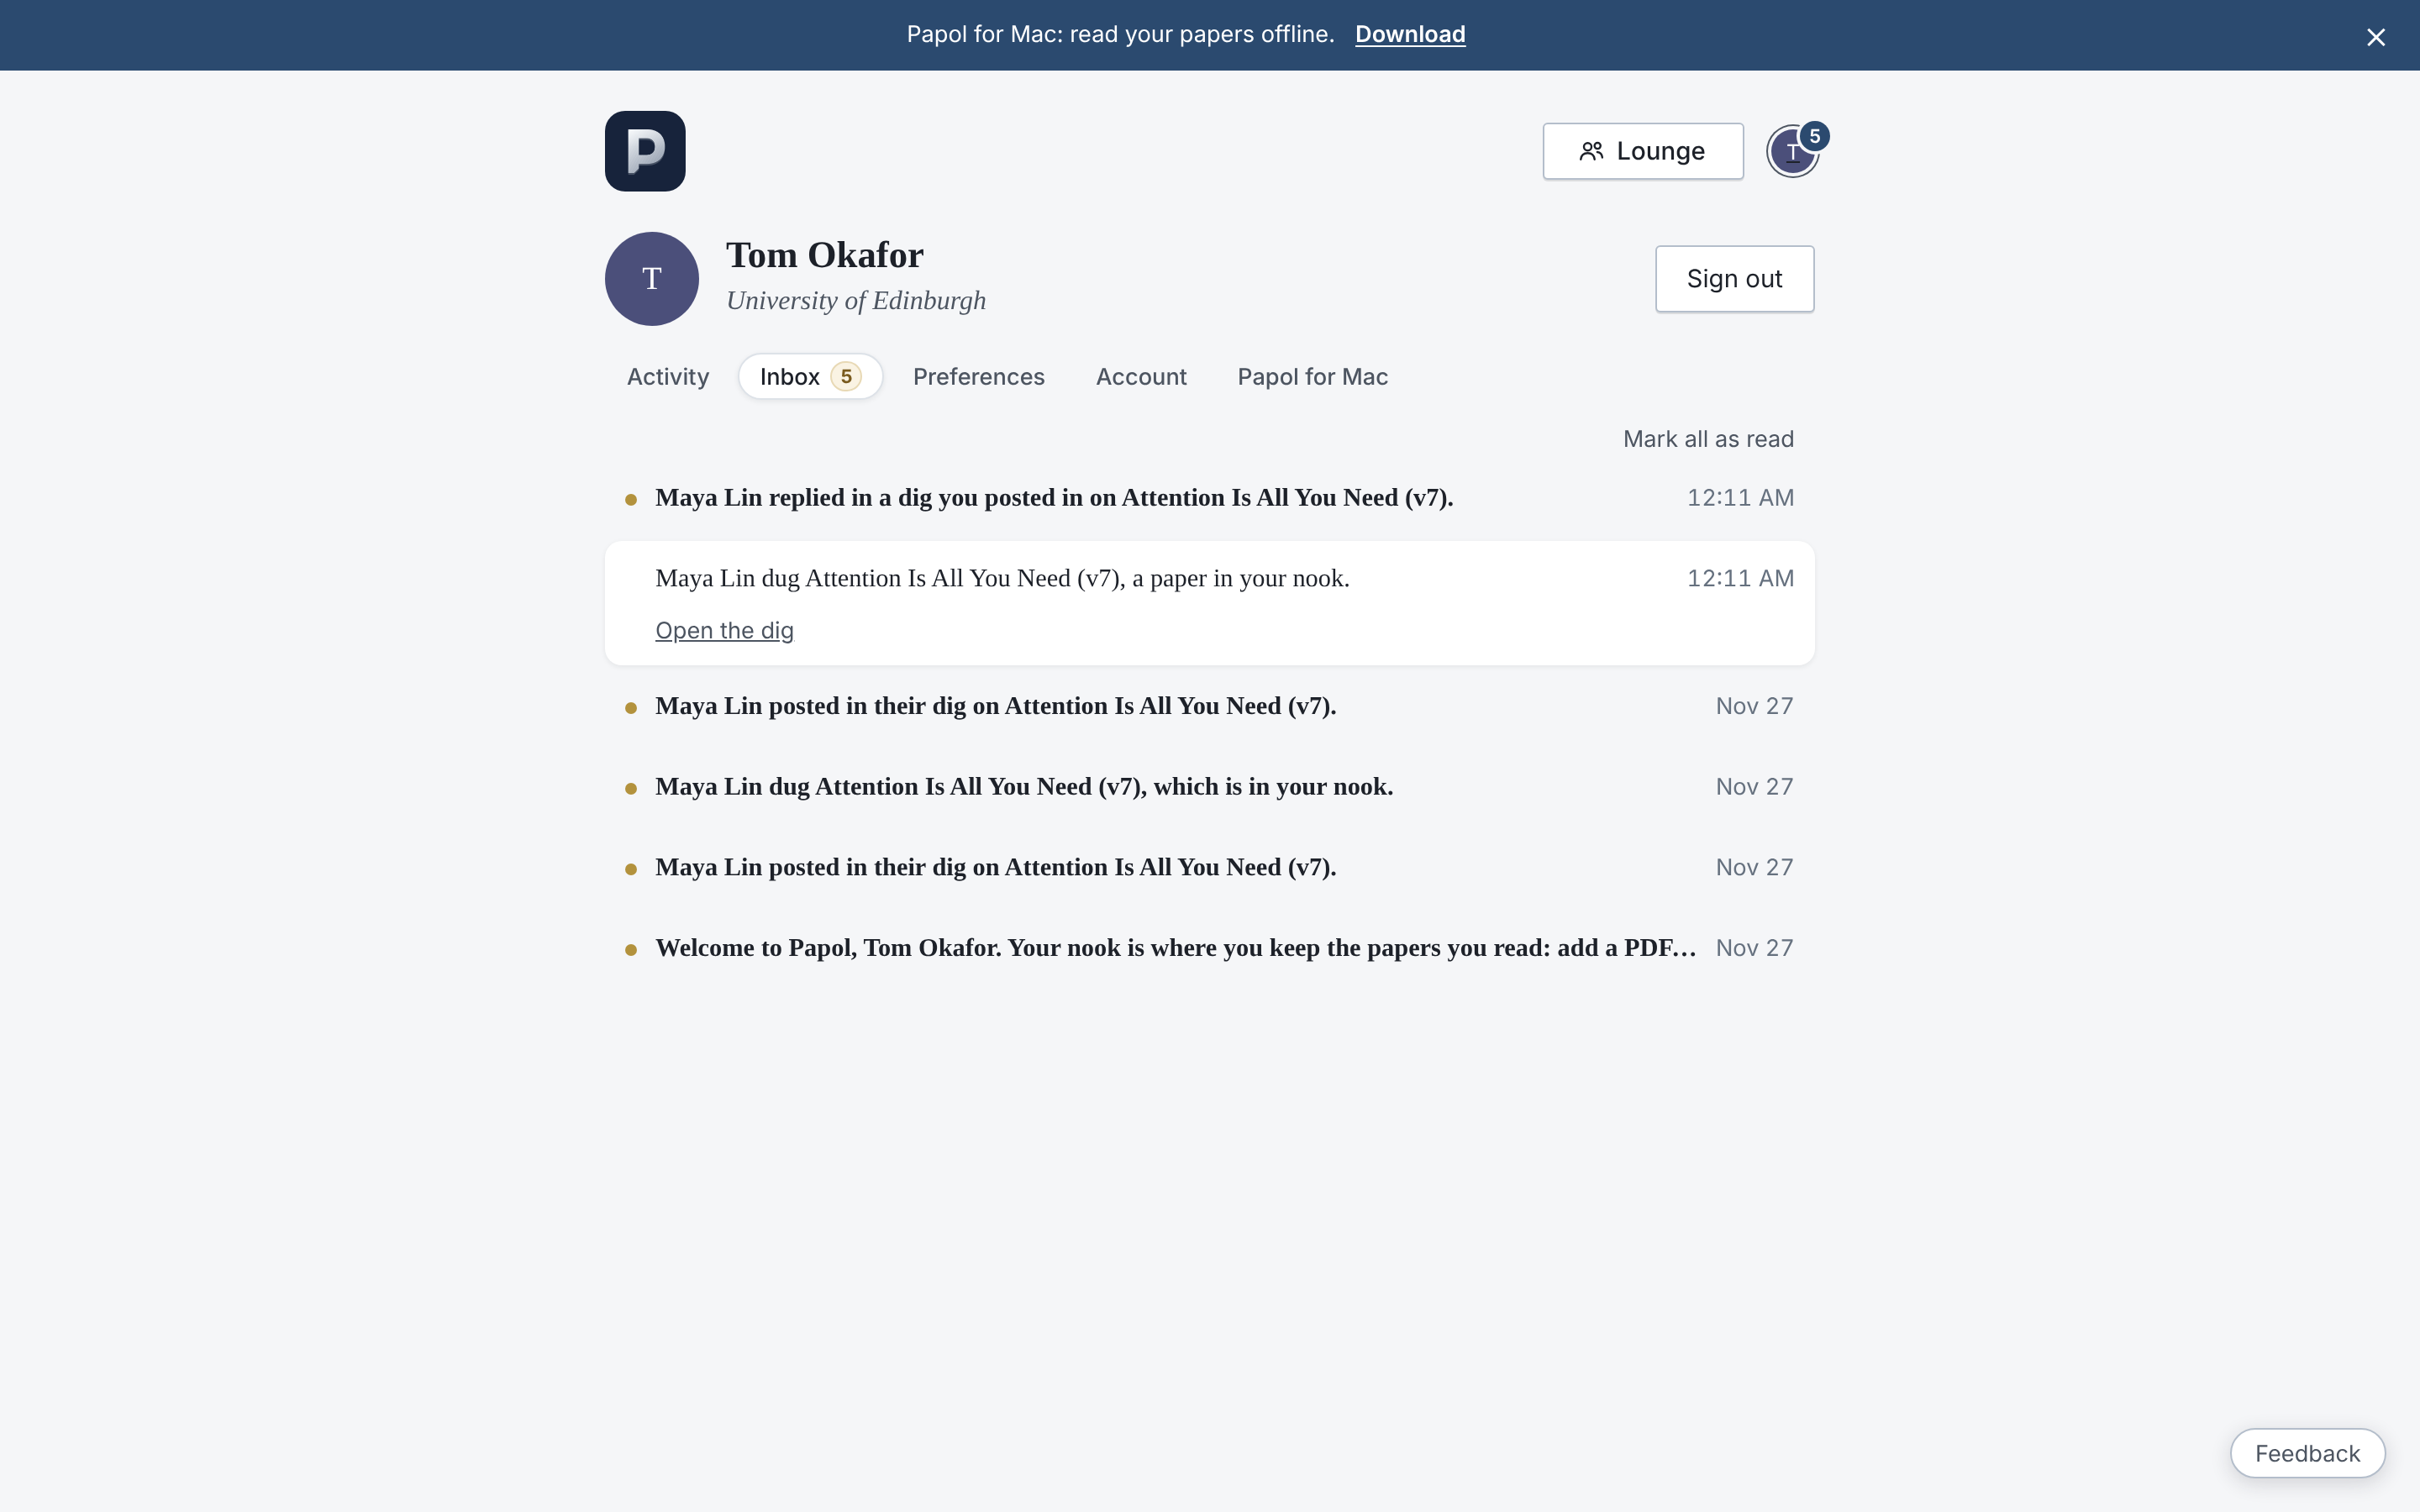 Papol for Mac: read your papers offline. Download
P
Lounge
T 5
T
Tom Okafor
University of Edinburgh
Sign out
Activity Inbox 5 Preferences Account Papol for Mac
Mark all as read
Maya Lin replied in a dig you posted in on Attention Is All You Need (v7). 12:11 AM
Maya Lin dug Attention Is All You Need (v7), a paper in your nook. 12:11 AM
Open the dig
Maya Lin posted in their dig on Attention Is All You Need (v7). Nov 27
Maya Lin dug Attention Is All You Need (v7), which is in your nook. Nov 27
Maya Lin posted in their dig on Attention Is All You Need (v7). Nov 27
Welcome to Papol, Tom Okafor. Your nook is where you keep the papers you read: add a PDF… Nov 27
Feedback